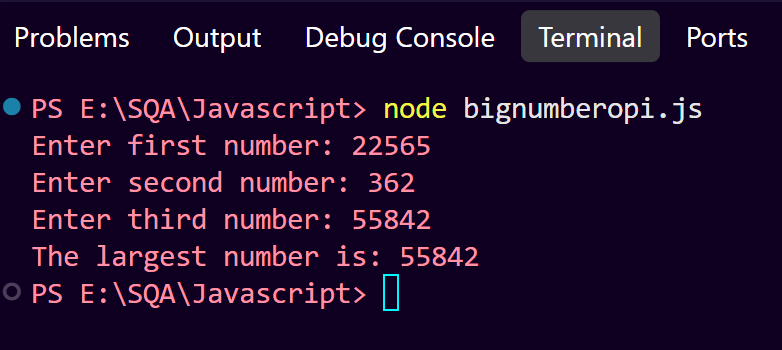 Problems Output Debug Console Terminal Ports
PS E:\SQA\Javascript> node bignumberopi.js
Enter first number: 22565
Enter second number: 362
Enter third number: 55842
The largest number is: 55842
PS E:\SQA\Javascript>